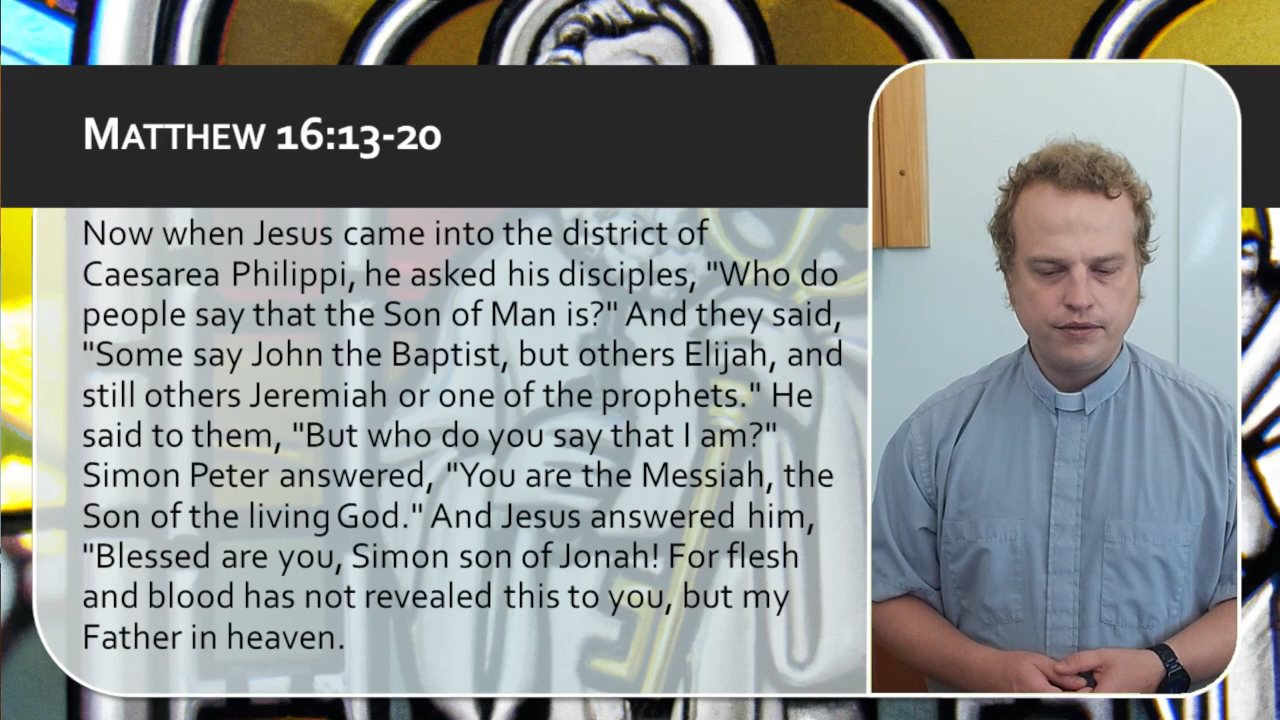 MATTHEW 16:13-20
Now when Jesus came into the district of
Caesarea Philippi, he asked his disciples, "Who do
people say that the Son of Man is?" And they said,
"Some say John the Baptist, but others Elijah, and
still others Jeremiah or one of the prophets." He
said to them, "But who do you say that I am?"
Simon Peter answered, "You are the Messiah, the
Son of the living God." And Jesus answered him,
"Blessed are you, Simon son of Jonah! For flesh
and blood has not revealed this to you, but my
Father in heaven.